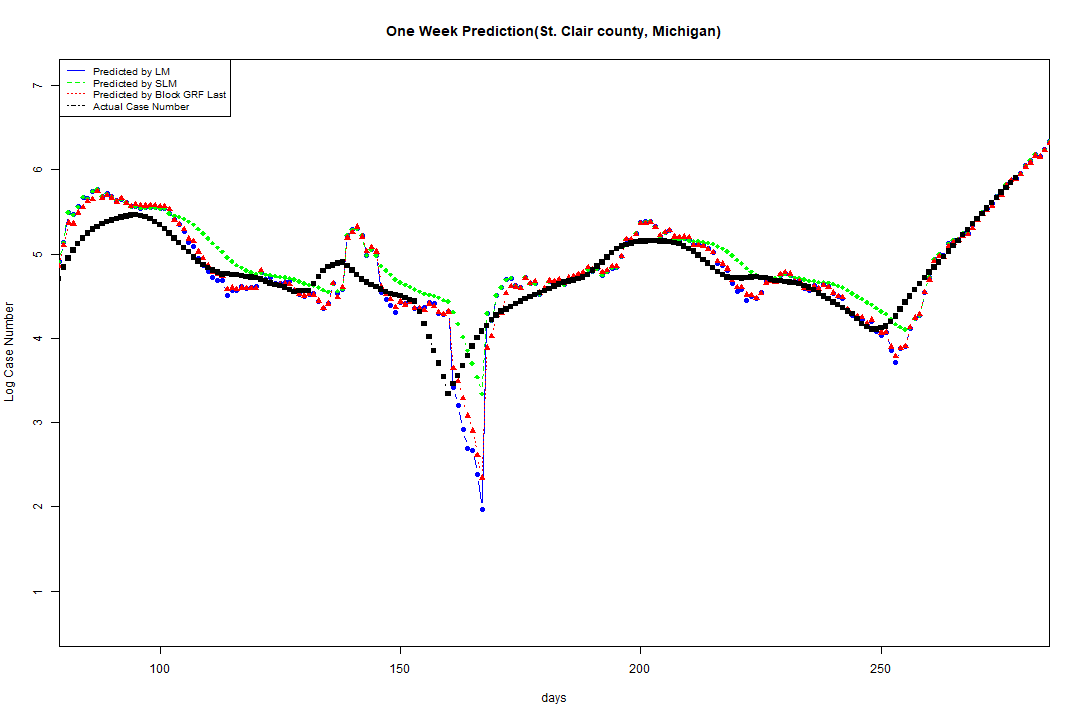 One Week Prediction(St. Clair county, Michigan)
Predicted by LM
Predicted by SLM
Predicted by Block GRF Last
Actual Case Number
7
6
5
4
3
2
1
Log Case Number
100 150 200 250
days